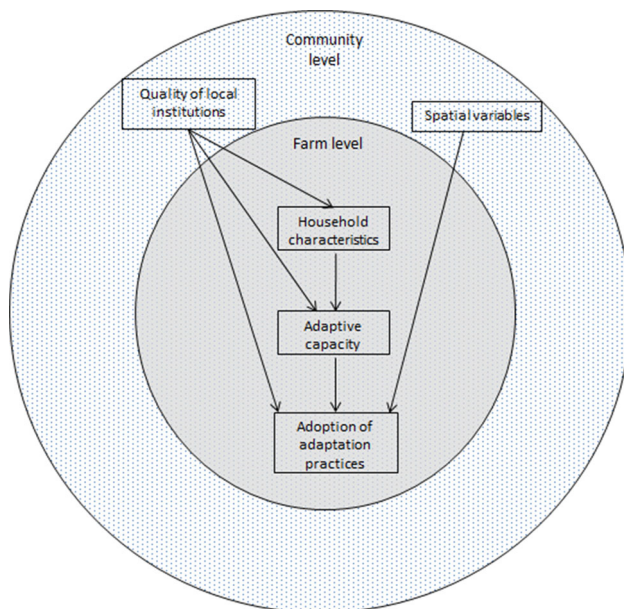 Community
level
Quality of local
institutions
Spatial variables
Farm level
Household
characteristics
Adaptive
capacity
Adoption of
adaptation
practices